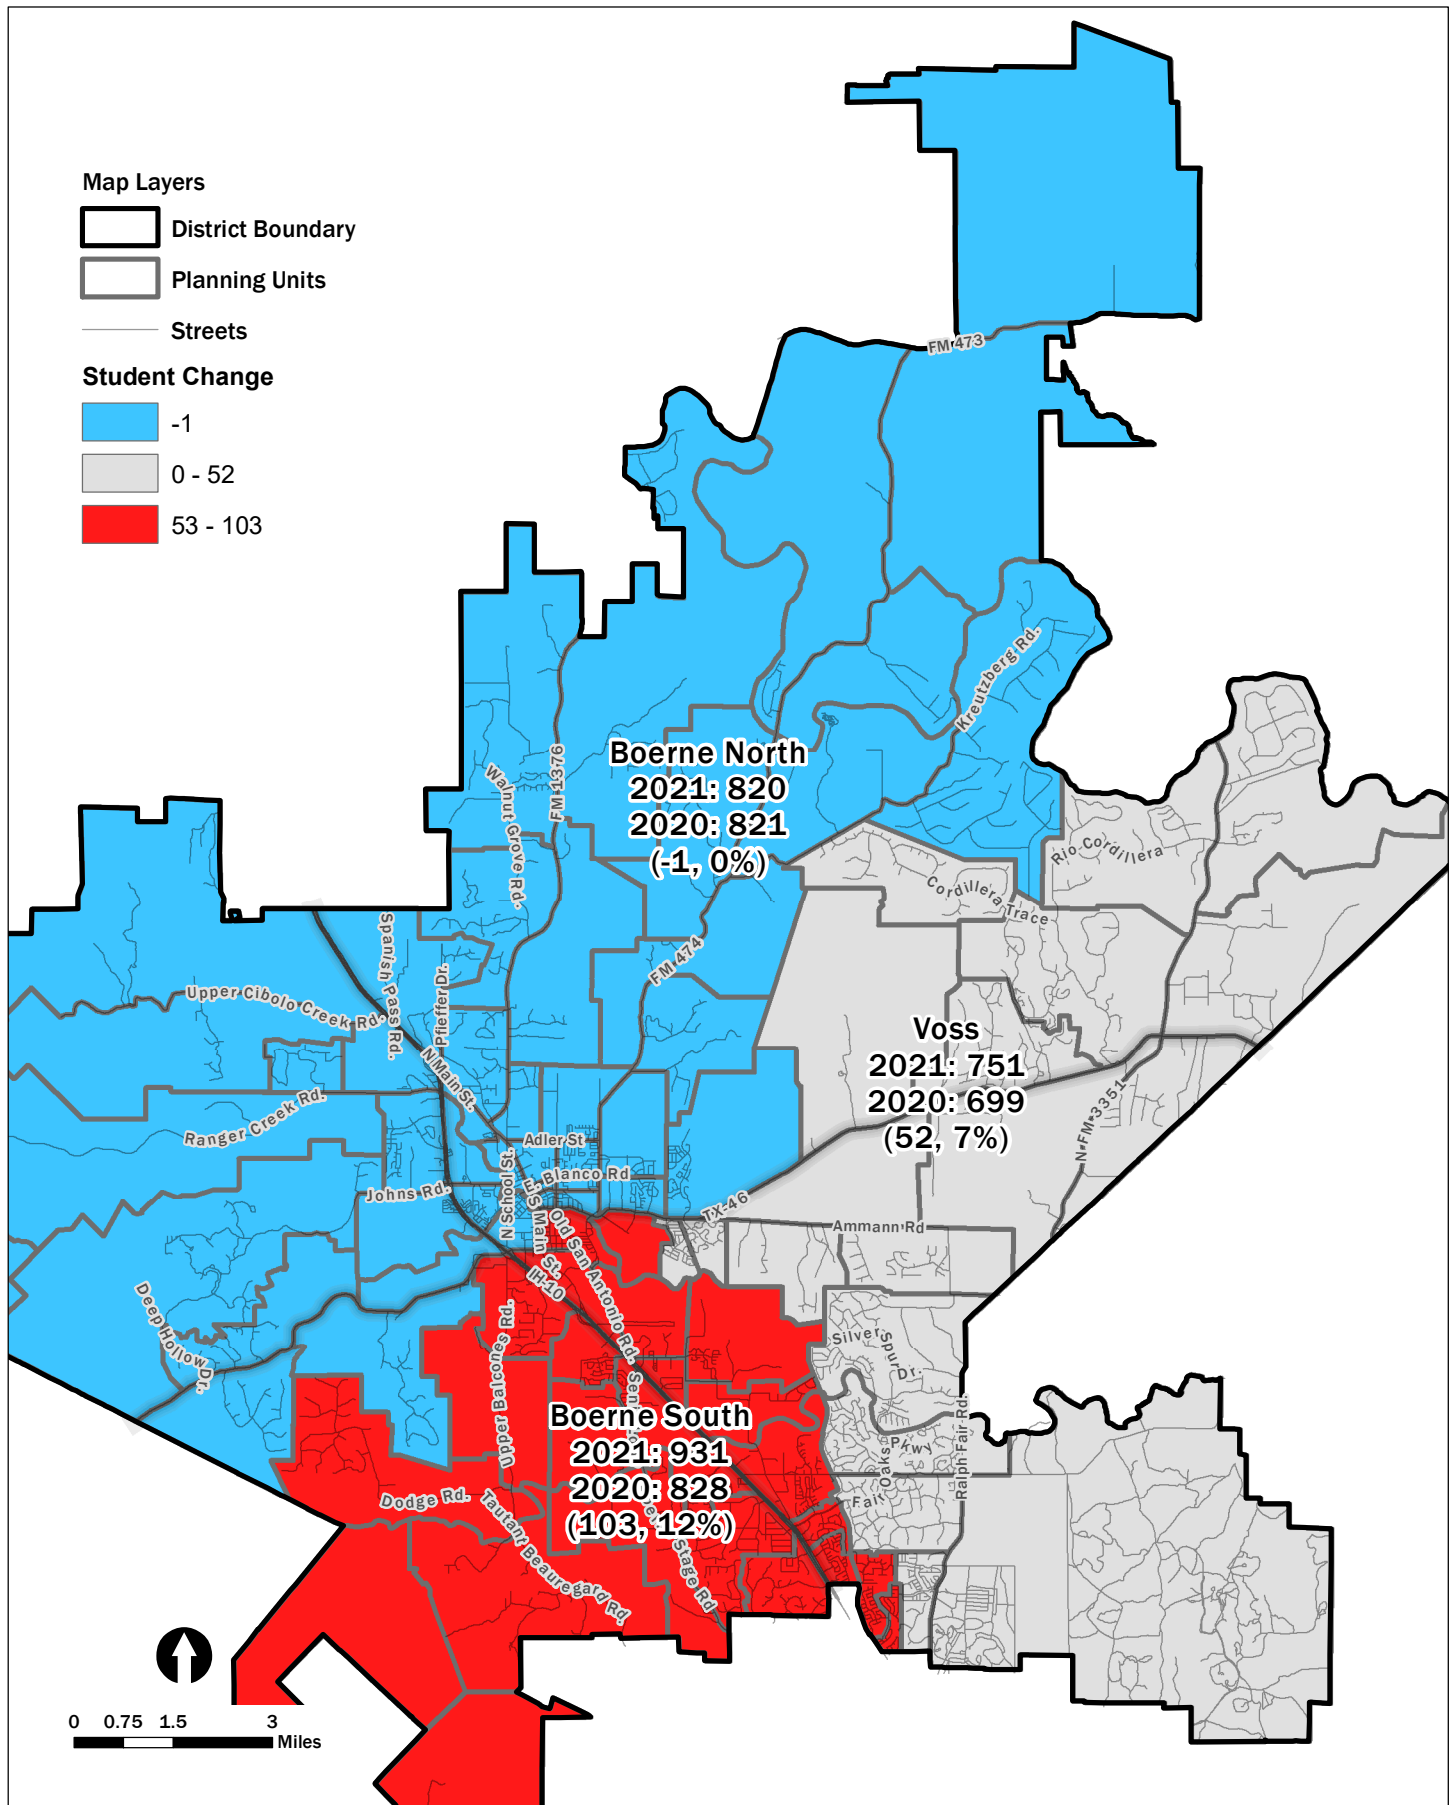 Map Layers
District Boundary
Planning Units
Streets
Student Change
-1
0 - 52
53 - 103
FM 473
Kreutzberg Rd.
FM 1376
Walnut Grove Rd.
Boerne North
2021: 820
2020: 821
(-1, 0%)
Rio Cordillera
Cordillera Trace
Spanish Pass Rd.
Pfieffer Dr.
FM 474
Upper Cibolo Creek Rd.
N Main St.
Voss
2021: 751
2020: 699
(52, 7%)
Ranger Creek Rd.
N FM 3351
Adler St
E. Blanco Rd
Johns Rd.
N School St.
S Main St.
Old San Antonio Rd.
TX-46
Ammann Rd
IH-10
Deep Hollow Dr.
Upper Balcones Rd.
Silver Spur Dr.
Boerne South
2021: 931
2020: 828
(103, 12%)
Fair Oaks Pkwy
Ralph Fair Rd.
Dodge Rd.
Tautant Beauregard Rd.
Stage Rd
0 0.75 1.5 3
Miles